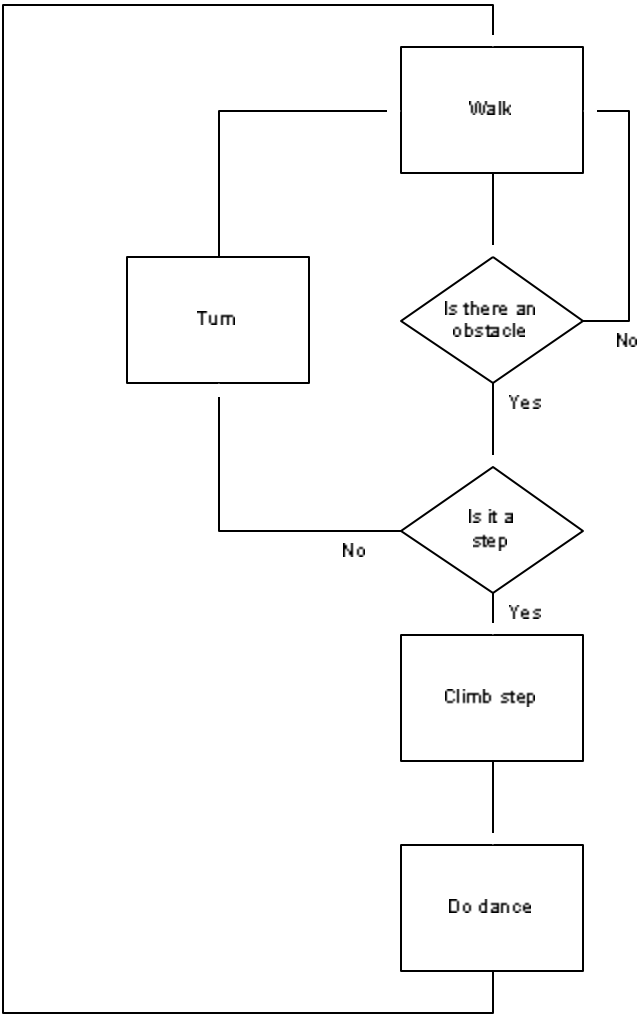 Walk
Turn
Is there an
obstacle
No
Yes
Is it a
step
No
Yes
Climb step
Do dance